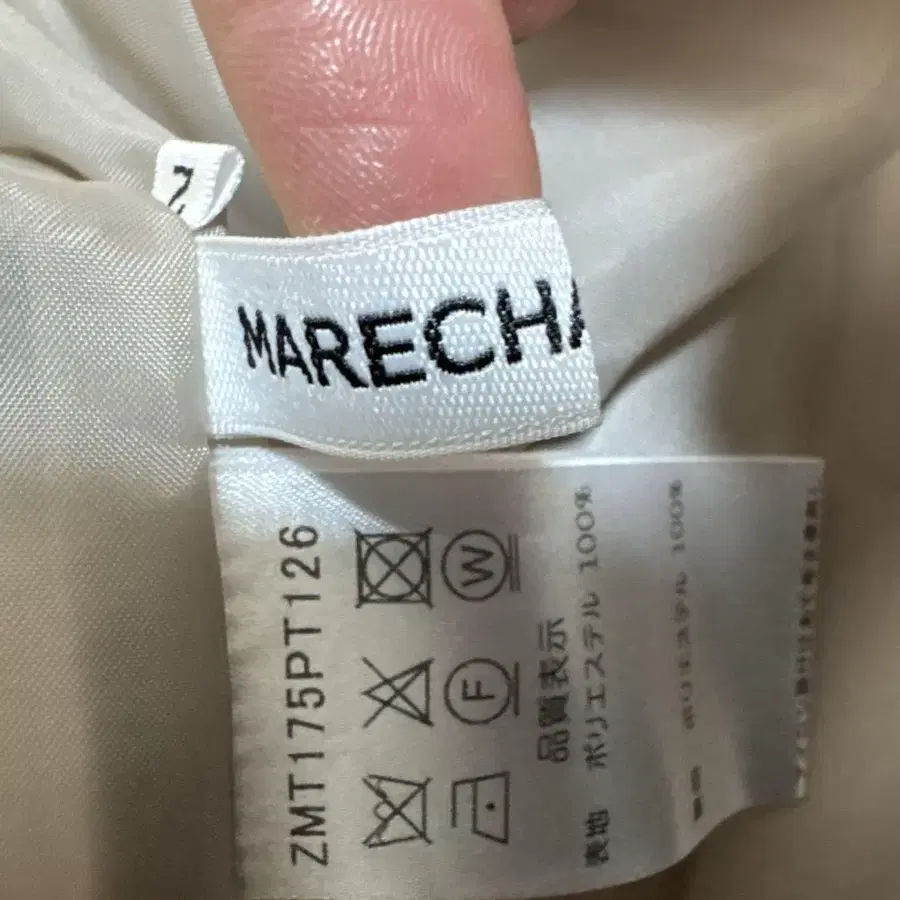 MARECHA
ZMT175PT126
W
F
品質表示
表地 ポリエステル 100%
ポリエステル 100%